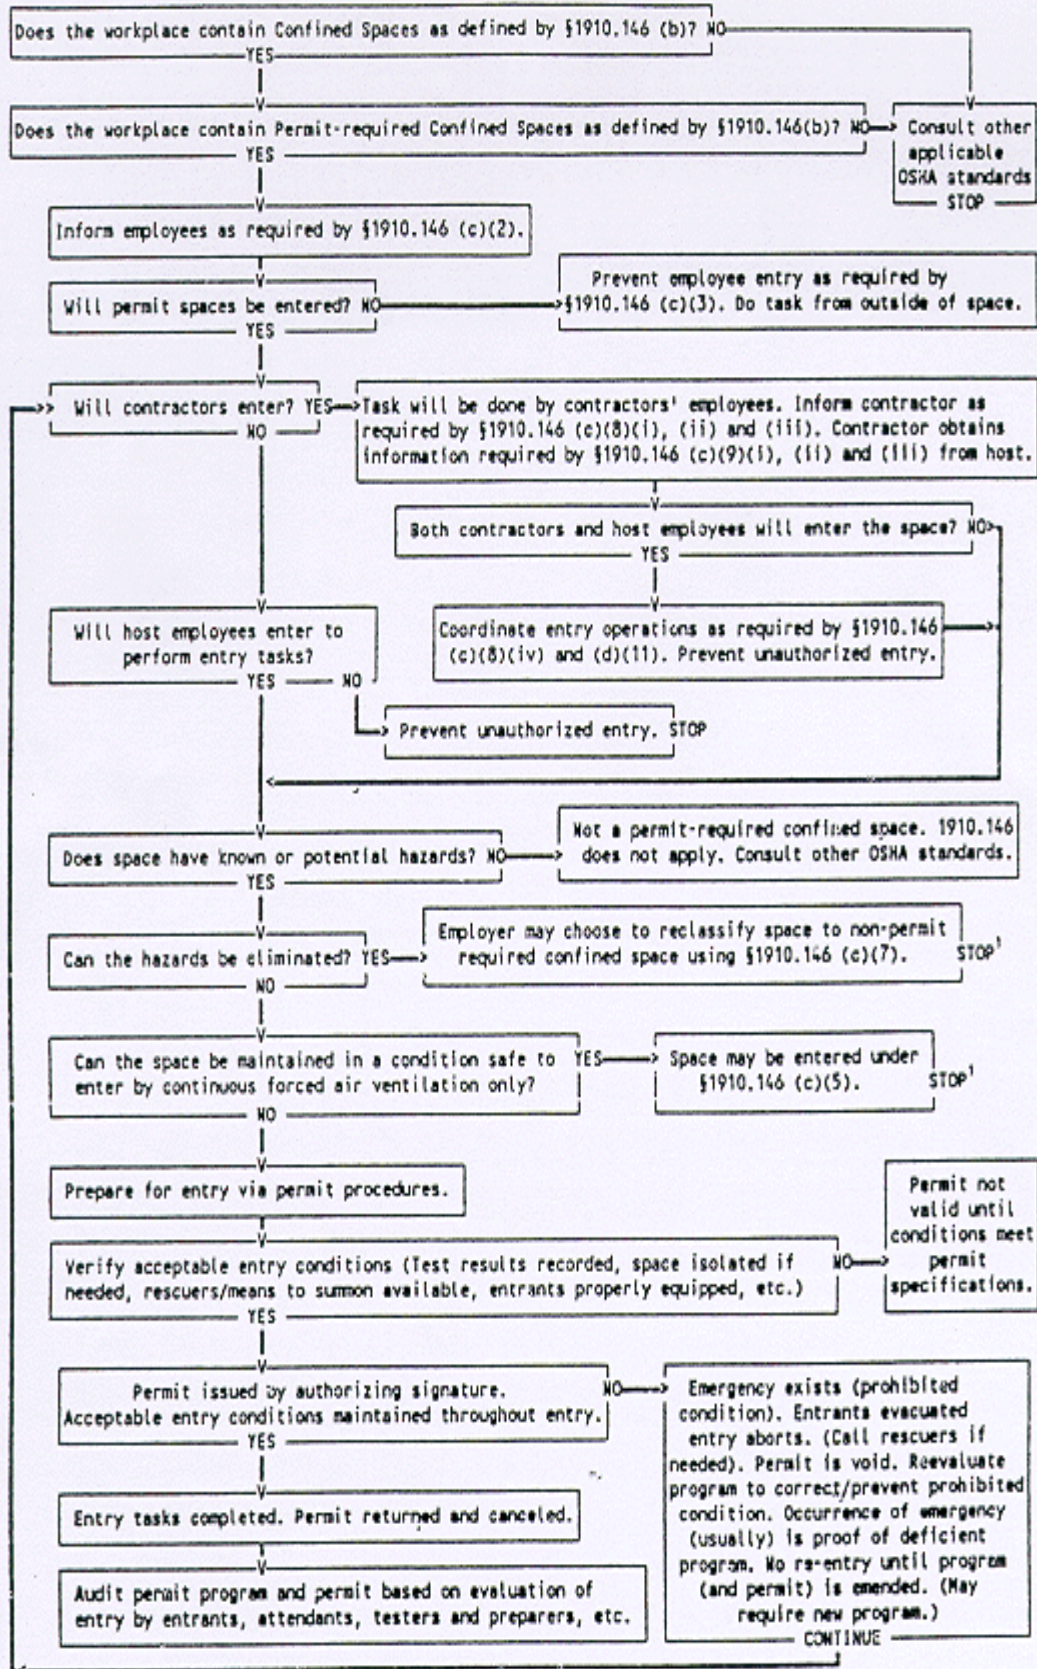 Does the workplace contain Confined Spaces as defined by §1910.146 (b)? NO
YES
Does the workplace contain Permit-required Confined Spaces as defined by §1910.146(b)? NO
YES
Consult other
applicable
OSHA standards
STOP
Inform employees as required by §1910.146 (c)(2).
Will permit spaces be entered? NO
YES
Prevent employee entry as required by
§1910.146 (c)(3). Do task from outside of space.
Will contractors enter? YES
NO
Task will be done by contractors' employees. Inform contractor as
required by §1910.146 (c)(8)(i), (ii) and (iii). Contractor obtains
information required by §1910.146 (c)(9)(i), (ii) and (iii) from host.
Both contractors and host employees will enter the space? NO
YES
Will host employees enter to
perform entry tasks?
YES NO
Coordinate entry operations as required by §1910.146
(c)(8)(iv) and (d)(11). Prevent unauthorized entry.
Prevent unauthorized entry. STOP
Does space have known or potential hazards? NO
YES
Not a permit-required confined space. 1910.146
does not apply. Consult other OSHA standards.
Can the hazards be eliminated? YES
NO
Employer may choose to reclassify space to non-permit
required confined space using §1910.146 (c)(7). STOP¹
Can the space be maintained in a condition safe to YES
enter by continuous forced air ventilation only?
NO
Space may be entered under
§1910.146 (c)(5). STOP¹
Prepare for entry via permit procedures.
Verify acceptable entry conditions (Test results recorded, space isolated if NO
needed, rescuers/means to summon available, entrants properly equipped, etc.)
YES
Permit not
valid until
conditions meet
permit
specifications.
Permit issued by authorizing signature. NO
Acceptable entry conditions maintained throughout entry.
YES
Emergency exists (prohibited
condition). Entrants evacuated
entry aborts. (Call rescuers if
needed). Permit is void. Reevaluate
program to correct/prevent prohibited
condition. Occurrence of emergency
(usually) is proof of deficient
program. No re-entry until program
(and permit) is amended. (May
require new program.)
CONTINUE
Entry tasks completed. Permit returned and canceled.
Audit permit program and permit based on evaluation of
entry by entrants, attendants, testers and preparers, etc.